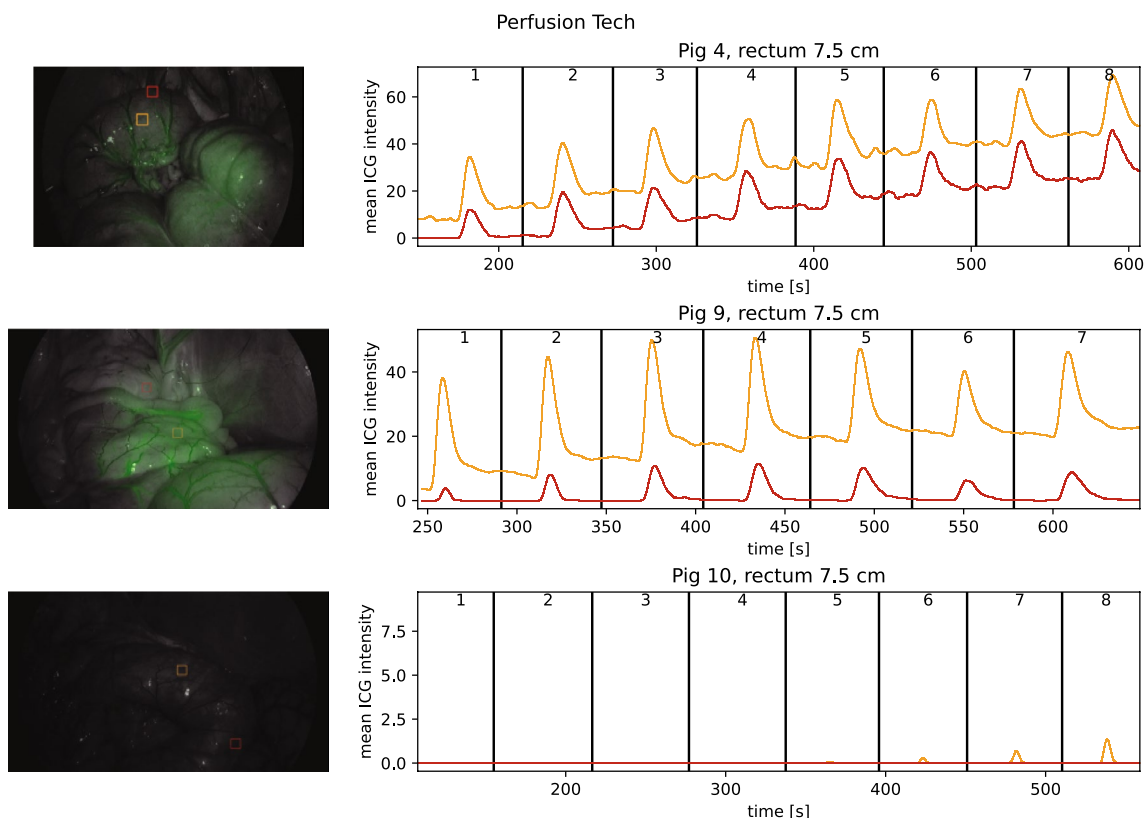 Perfusion Tech
Pig 4, rectum 7.5 cm
1 2 3 4 5 6 7 8
60
40
20
0
mean ICG intensity
200 300 400 500 600
time [s]
Pig 9, rectum 7.5 cm
1 2 3 4 5 6 7
40
20
0
mean ICG intensity
250 300 350 400 450 500 550 600
time [s]
Pig 10, rectum 7.5 cm
1 2 3 4 5 6 7 8
7.5
5.0
2.5
0.0
mean ICG intensity
200 300 400 500
time [s]